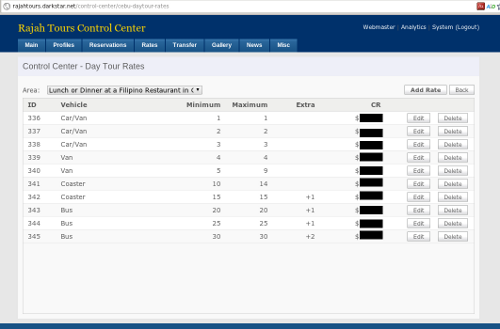 rajahtours.darkstar.net/control-center/cebu-daytour-rates
Rajah Tours Control Center
Webmaster | Analytics | System (Logout)
Main Profiles Reservations Rates Transfer Gallery News Misc
Control Center - Day Tour Rates
Area: Lunch or Dinner at a Filipino Restaurant in C Add Rate Back
ID Vehicle Minimum Maximum Extra CR
336 Car/Van 1 1 $ Edit Delete
337 Car/Van 2 2 $ Edit Delete
338 Car/Van 3 3 $ Edit Delete
339 Van 4 4 $ Edit Delete
340 Van 5 9 $ Edit Delete
341 Coaster 10 14 $ Edit Delete
342 Coaster 15 15 +1 $ Edit Delete
343 Bus 20 20 +1 $ Edit Delete
344 Bus 25 25 +1 $ Edit Delete
345 Bus 30 30 +2 $ Edit Delete